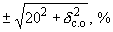 ± √(20² + δ²с.о) , %